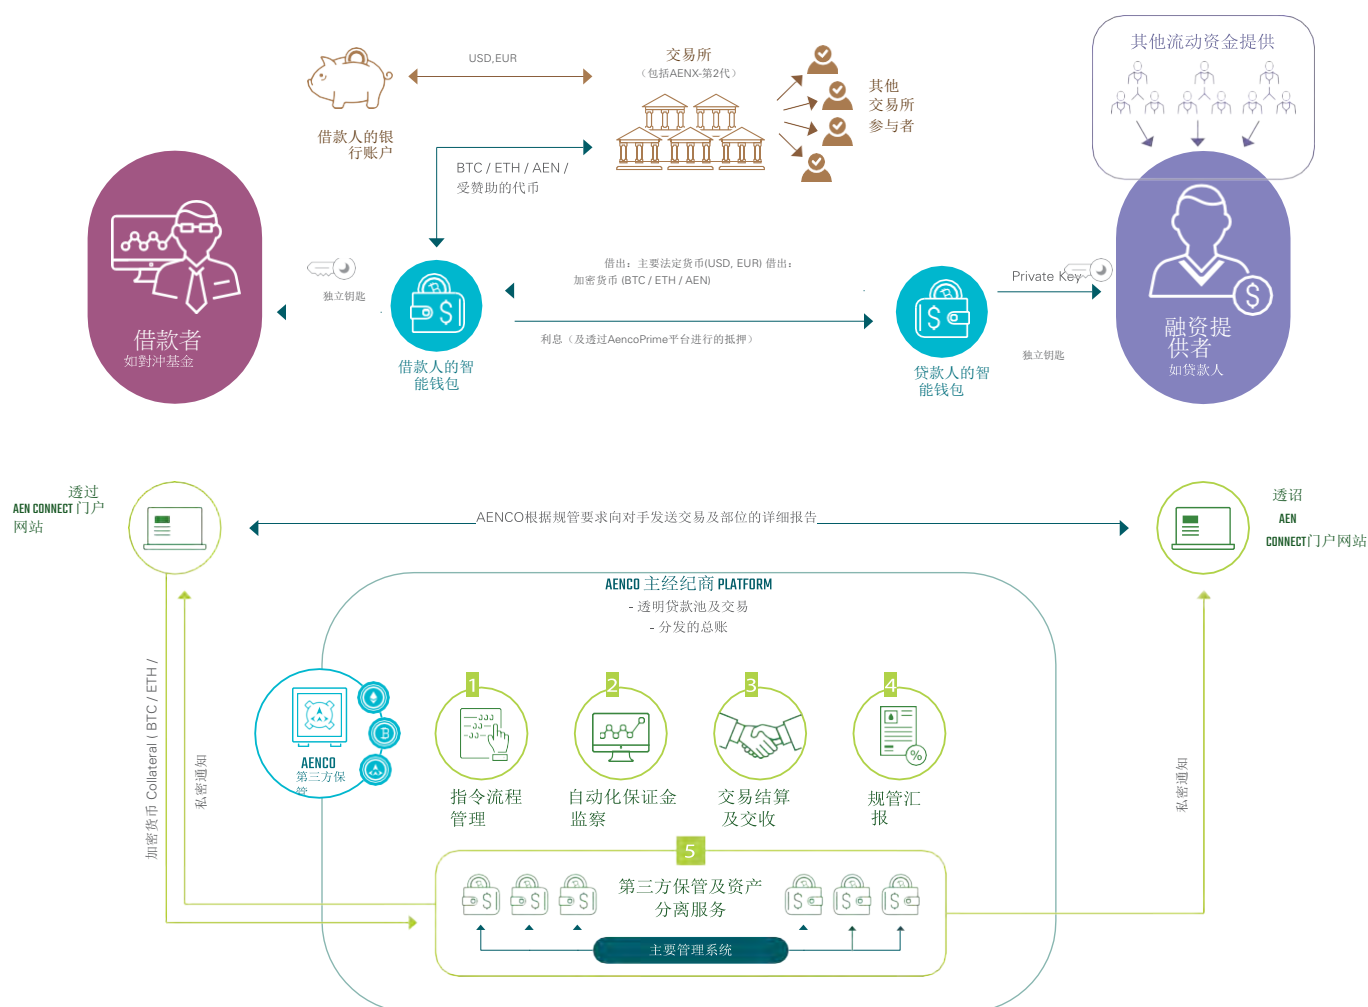 其他流动资金提供
USD,EUR
交易所
（包括AENX-第2代）
其他
交易所
参与者
借款人的银
行账户
BTC / ETH / AEN /
受赞助的代币
借出：主要法定货币(USD, EUR) 借出：
加密货币 (BTC / ETH / AEN)
Private Key
独立钥匙
利息（及透过AencoPrime平台进行的抵押）
独立钥匙
借款者
如對沖基金
借款人的智
能钱包
贷款人的智
能钱包
融资提
供者
如贷款人
透过
AEN CONNECT 门户
网站
AENCO根据规管要求向对手发送交易及部位的详细报告
透诏
AEN
CONNECT门户网站
AENCO 主经纪商 PLATFORM
- 透明贷款池及交易
- 分发的总账
加密货币 Collateral ( BTC / ETH /
私密通知
私密通知
AENCO
第三方保
管
1
2
3
4
指令流程
管理
自动化保证金
监察
交易结算
及交收
规管汇
报
5
第三方保管及资产
分离服务
主要管理系统